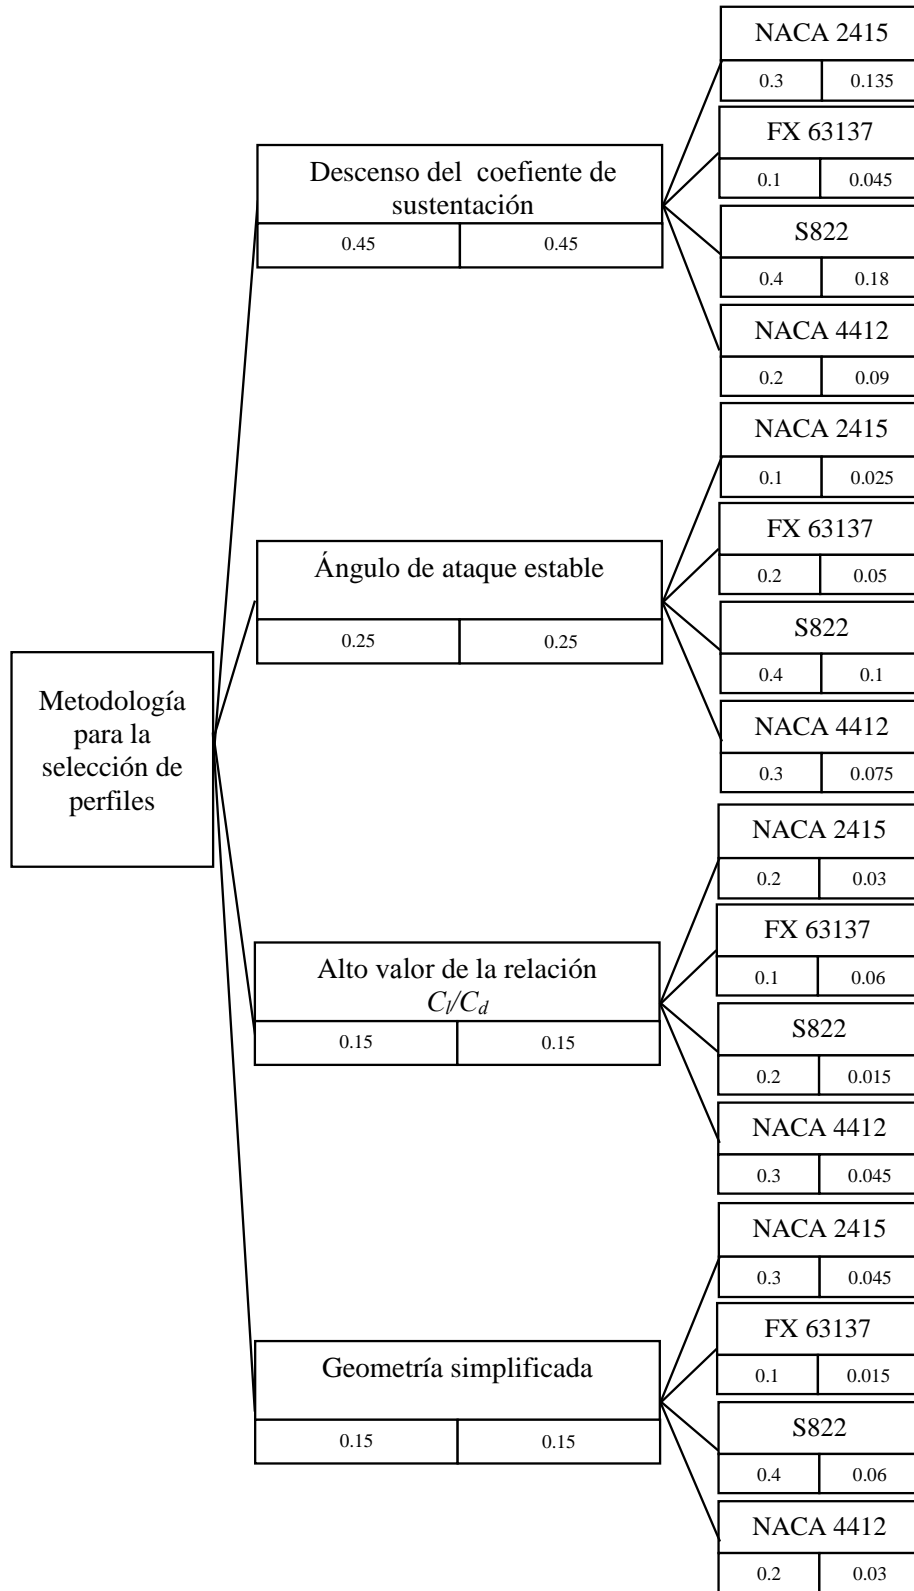 Metodología
para la
selección de
perfiles
Descenso del coefiente de
sustentación
0.45 0.45
NACA 2415
0.3 0.135
FX 63137
0.1 0.045
S822
0.4 0.18
NACA 4412
0.2 0.09
Ángulo de ataque estable
0.25 0.25
NACA 2415
0.1 0.025
FX 63137
0.2 0.05
S822
0.4 0.1
NACA 4412
0.3 0.075
Alto valor de la relación
Cl/Cd
0.15 0.15
NACA 2415
0.2 0.03
FX 63137
0.1 0.06
S822
0.2 0.015
NACA 4412
0.3 0.045
Geometría simplificada
0.15 0.15
NACA 2415
0.3 0.045
FX 63137
0.1 0.015
S822
0.4 0.06
NACA 4412
0.2 0.03